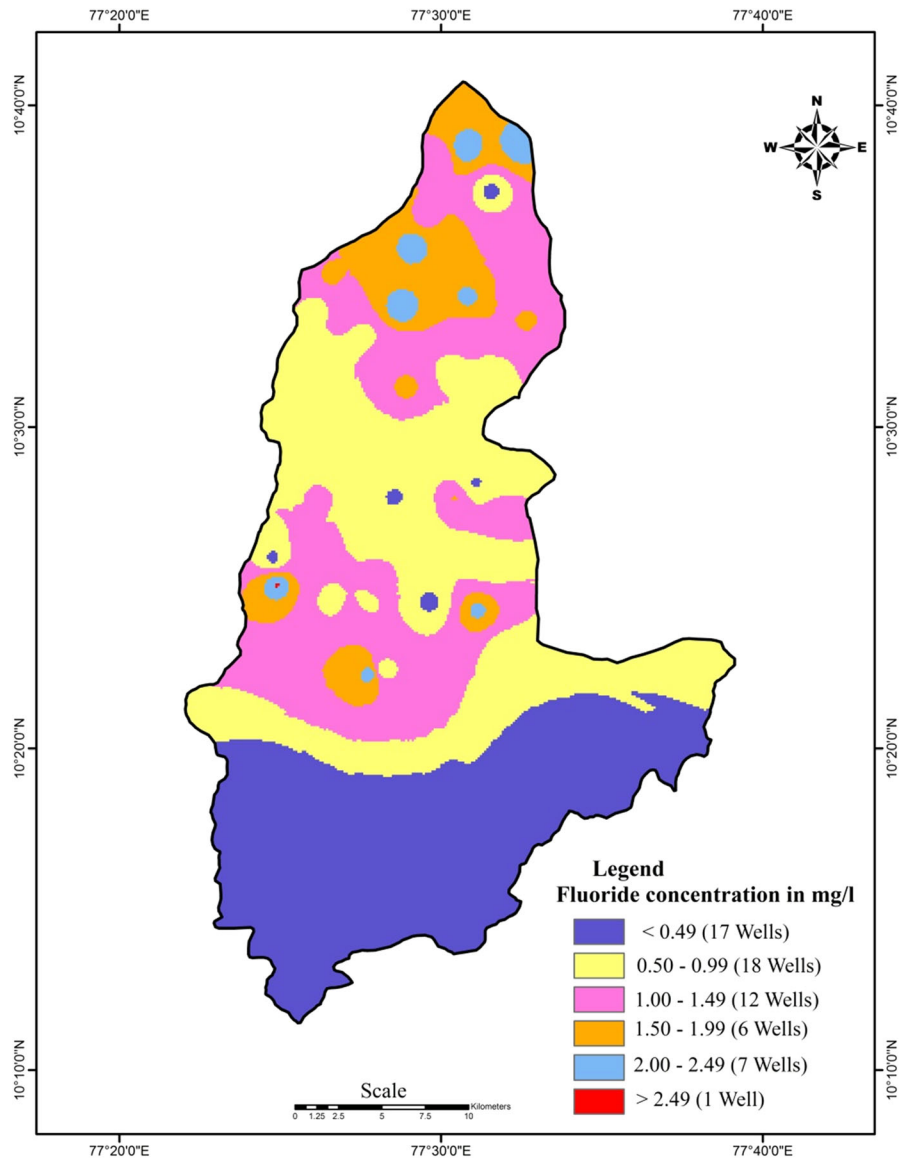 77°20'0"E 77°30'0"E 77°40'0"E
10°40'0"N 10°40'0"N
N
W E
S
10°30'0"N 10°30'0"N
10°20'0"N 10°20'0"N
Legend
Fluoride concentration in mg/l
< 0.49 (17 Wells)
0.50 - 0.99 (18 Wells)
1.00 - 1.49 (12 Wells)
1.50 - 1.99 (6 Wells)
2.00 - 2.49 (7 Wells)
> 2.49 (1 Well)
10°10'0"N 10°10'0"N
Scale
Kilometers
0 1.25 2.5 5 7.5 10
77°20'0"E 77°30'0"E 77°40'0"E